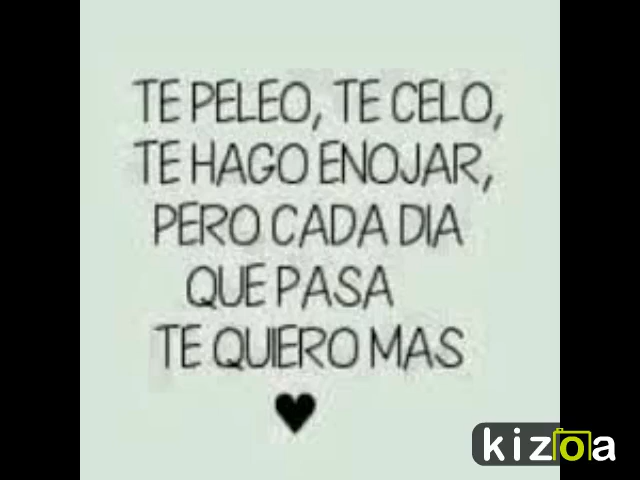 TE PELEO, TE CELO,
TE HAGO ENOJAR,
PERO CADA DIA
QUE PASA
TE QUIERO MAS
kizoa